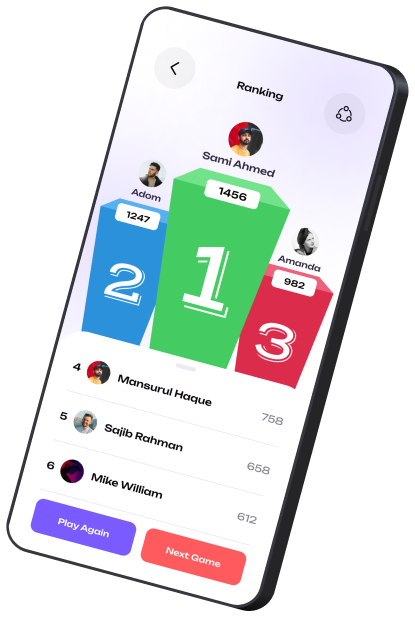 Ranking
Sami Ahmed
1456
Adom
1247
Amanda
982
1
2
3
4 Mansurul Haque 758
5 Sajib Rahman 658
6 Mike William 612
Play Again
Next Game